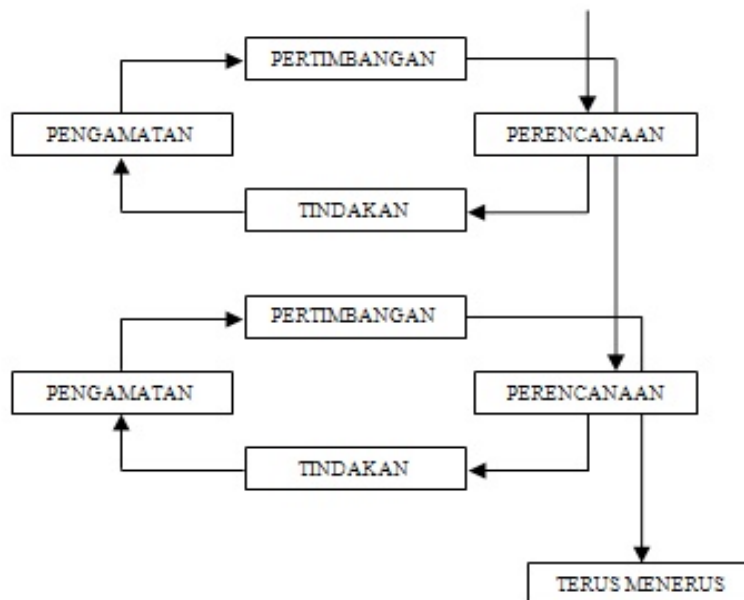 PERTIMBANGAN
PENGAMATAN
PERENCANAAN
TINDAKAN
PERTIMBANGAN
PENGAMATAN
PERENCANAAN
TINDAKAN
TERUS MENERUS